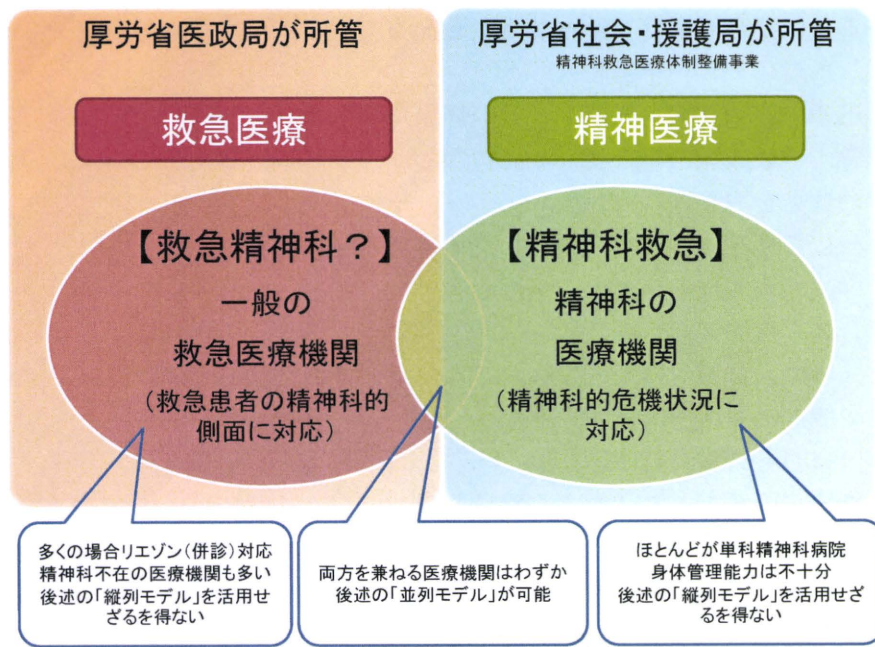 厚労省医政局が所管
救急医療
【救急精神科？】
一般の
救急医療機関
（救急患者の精神科的
側面に対応）
多くの場合リエゾン（併診）対応
精神科不在の医療機関も多い
後述の「縦列モデル」を活用せ
ざるを得ない
厚労省社会・援護局が所管
精神科救急医療体制整備事業
精神医療
【精神科救急】
精神科の
医療機関
（精神科的危機状況に
対応）
両方を兼ねる医療機関はわずか
後述の「並列モデル」が可能
ほとんどが単科精神科病院
身体管理能力は不十分
後述の「縦列モデル」を活用せざ
るを得ない